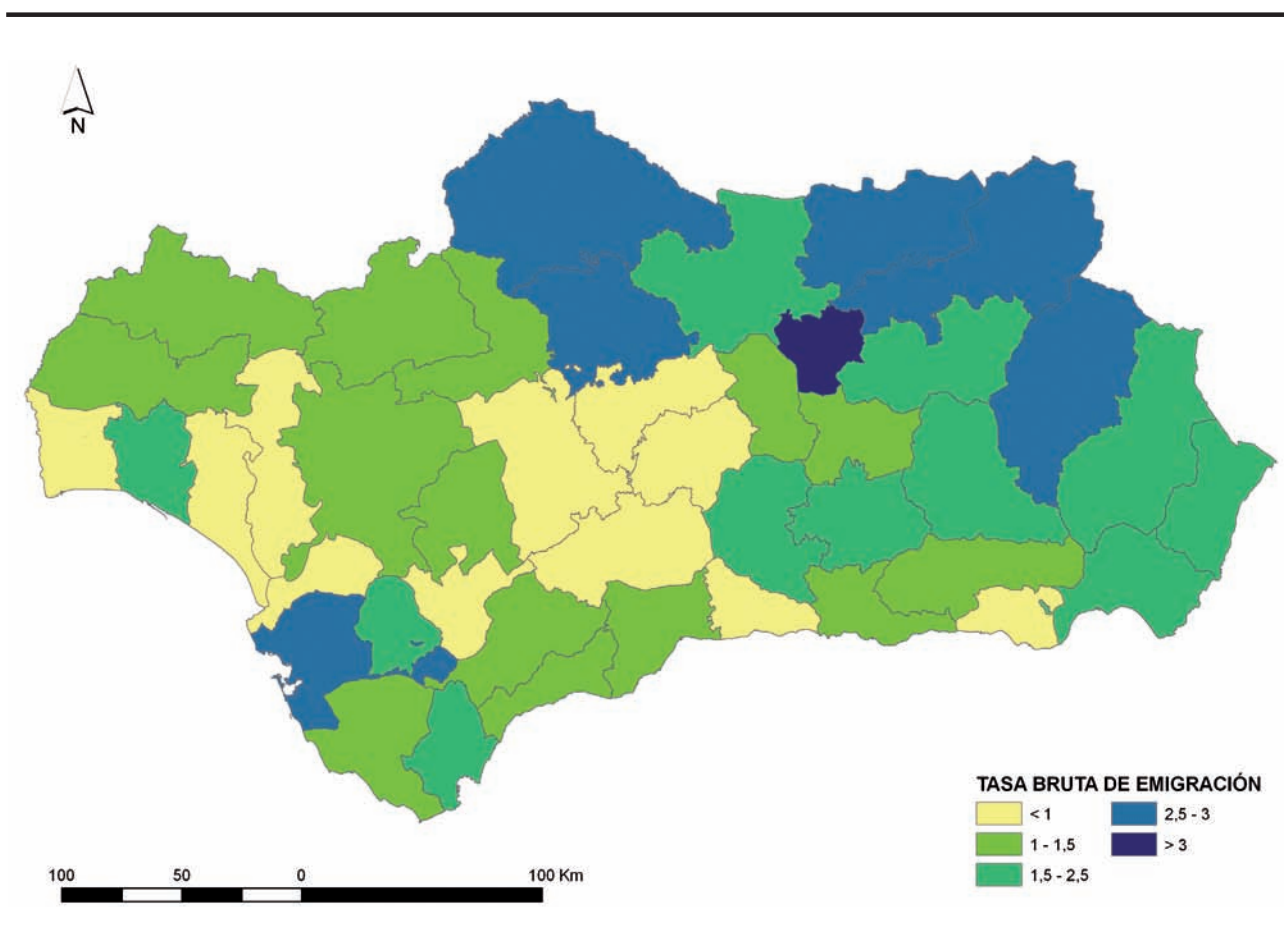 N
TASA BRUTA DE EMIGRACIÓN
< 1
2,5 - 3
1 - 1,5
> 3
1,5 - 2,5
100 50 0 100 Km